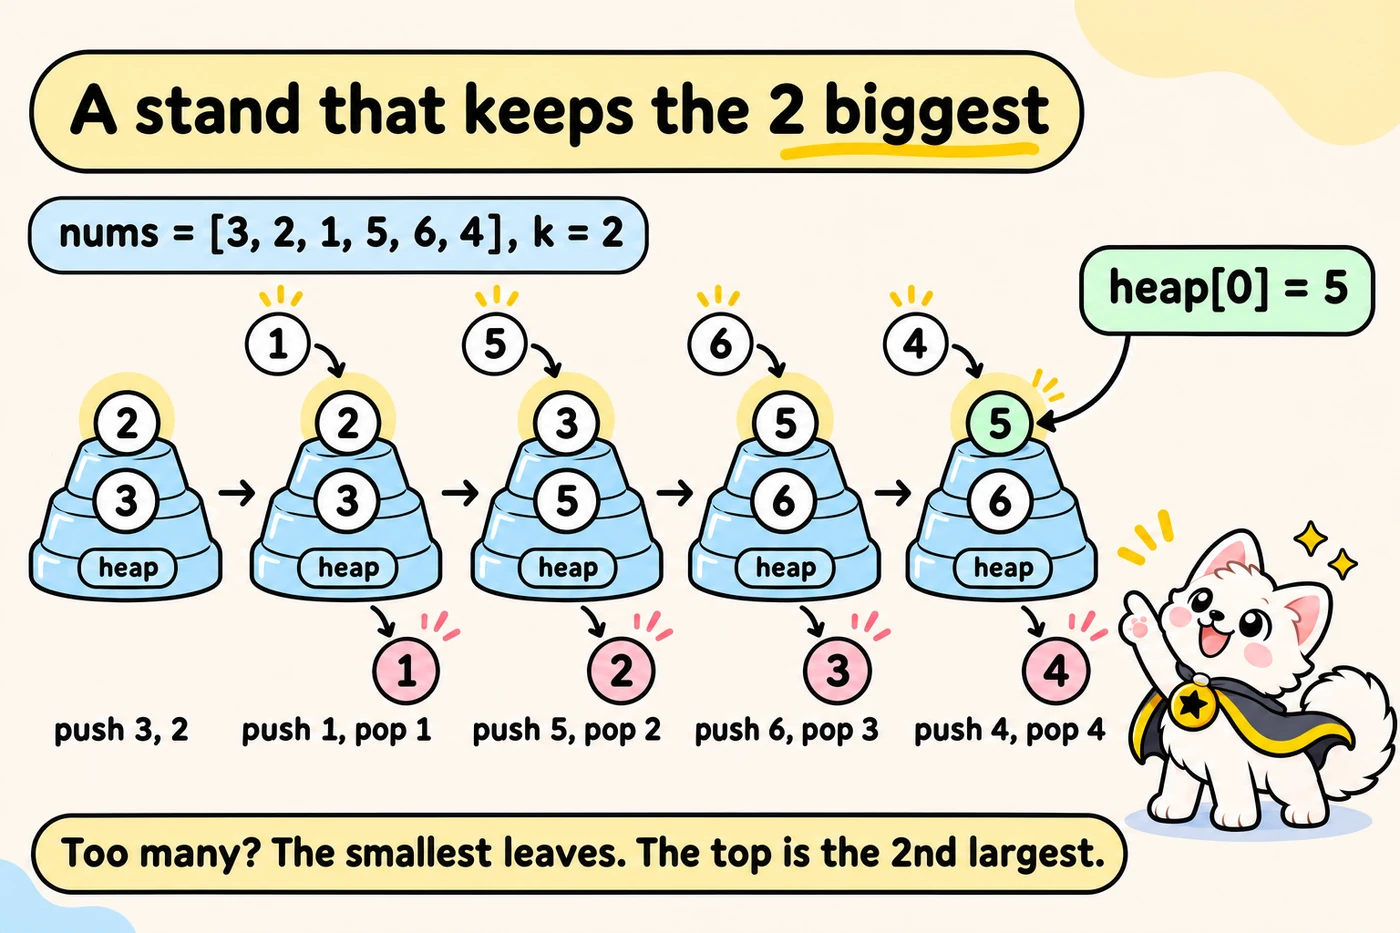 A stand that keeps the 2 biggest
nums = [3, 2, 1, 5, 6, 4], k = 2
heap[0] = 5
1
5
6
4
2
2
3
5
5
3
3
5
6
6
heap
heap
heap
heap
heap
1
2
3
4
push 3, 2
push 1, pop 1
push 5, pop 2
push 6, pop 3
push 4, pop 4
Too many? The smallest leaves. The top is the 2nd largest.